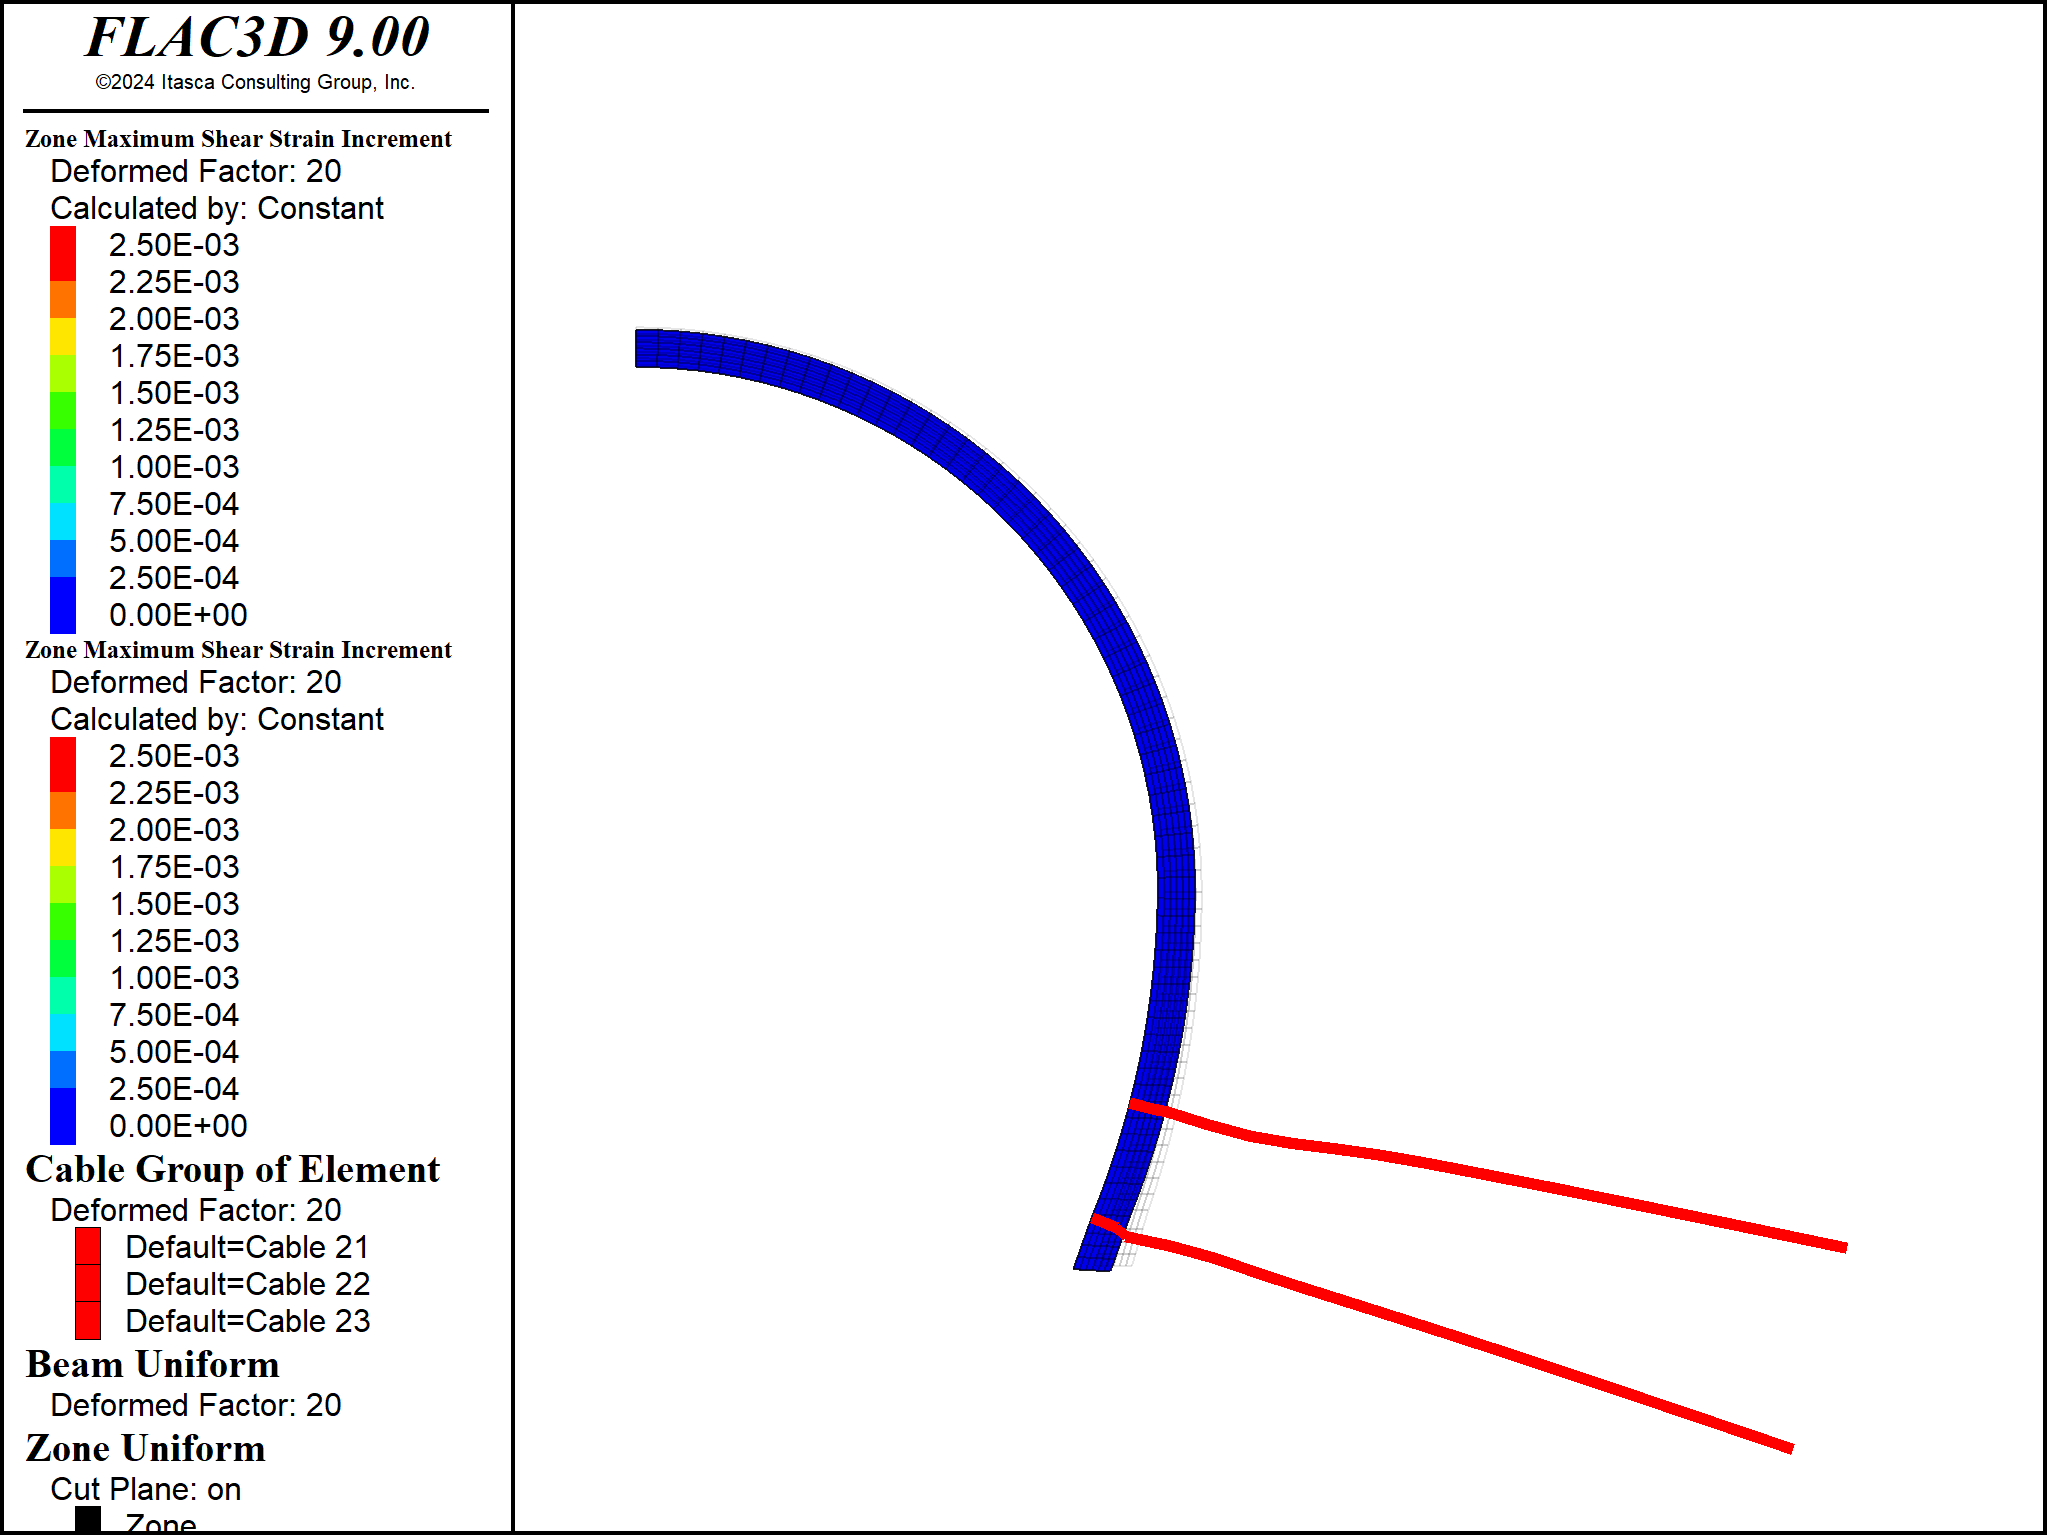 FLAC3D 9.00
©2024 Itasca Consulting Group, Inc.
Zone Maximum Shear Strain Increment
Deformed Factor: 20
Calculated by: Constant
2.50E-03
2.25E-03
2.00E-03
1.75E-03
1.50E-03
1.25E-03
1.00E-03
7.50E-04
5.00E-04
2.50E-04
0.00E+00
Zone Maximum Shear Strain Increment
Deformed Factor: 20
Calculated by: Constant
2.50E-03
2.25E-03
2.00E-03
1.75E-03
1.50E-03
1.25E-03
1.00E-03
7.50E-04
5.00E-04
2.50E-04
0.00E+00
Cable Group of Element
Deformed Factor: 20
Default=Cable 21
Default=Cable 22
Default=Cable 23
Beam Uniform
Deformed Factor: 20
Zone Uniform
Cut Plane: on
Zone